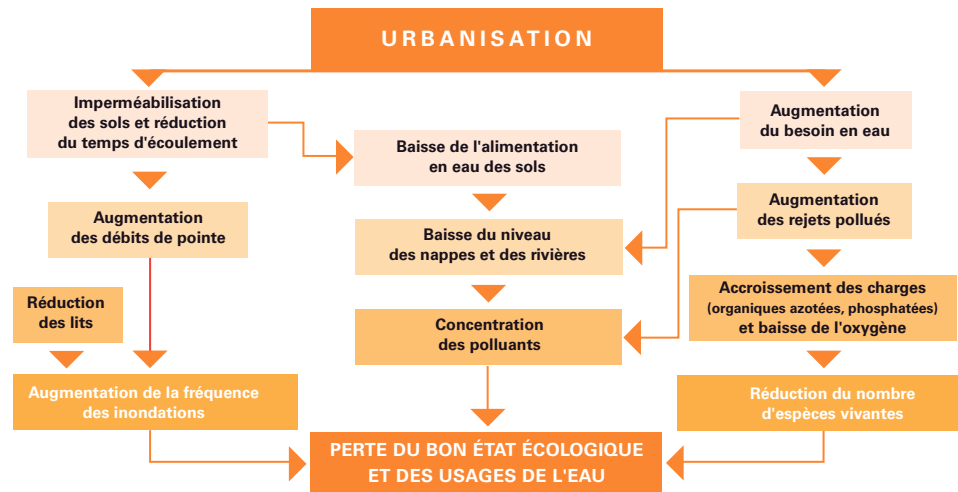 URBANISATION
Imperméabilisation
des sols et réduction
du temps d'écoulement
Augmentation
du besoin en eau
Baisse de l'alimentation
en eau des sols
Augmentation
des rejets pollués
Augmentation
des débits de pointe
Baisse du niveau
des nappes et des rivières
Réduction
des lits
Accroissement des charges
(organiques azotées, phosphatées)
et baisse de l'oxygène
Concentration
des polluants
Augmentation de la fréquence
des inondations
Réduction du nombre
d'espèces vivantes
PERTE DU BON ÉTAT ÉCOLOGIQUE
ET DES USAGES DE L'EAU